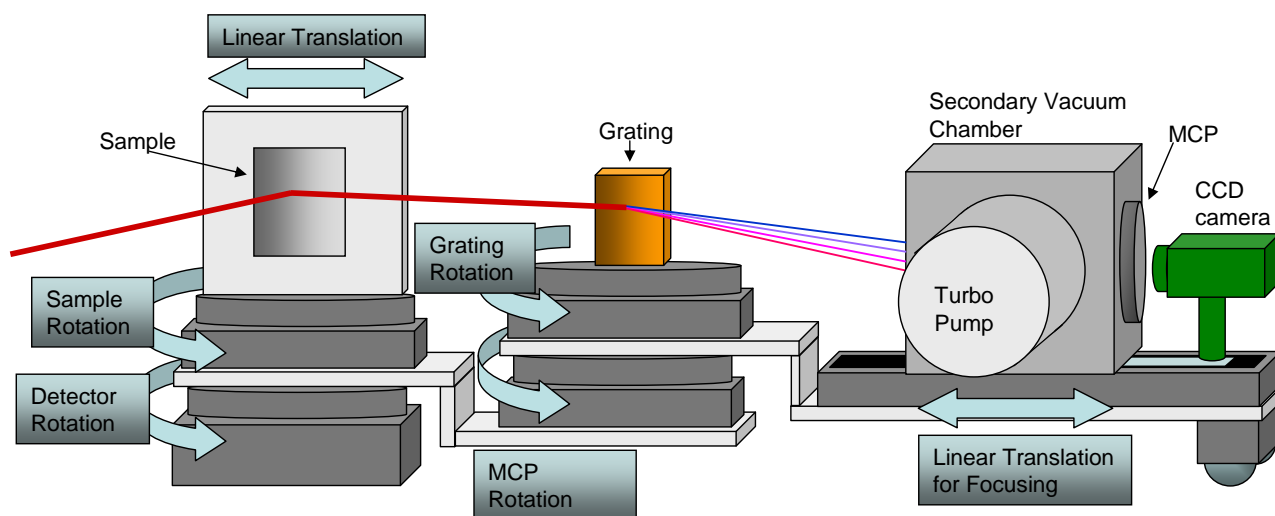 Linear Translation
Sample
Grating
Secondary Vacuum
Chamber
MCP
CCD
camera
Grating
Rotation
Sample
Rotation
Turbo
Pump
Detector
Rotation
MCP
Rotation
Linear Translation
for Focusing